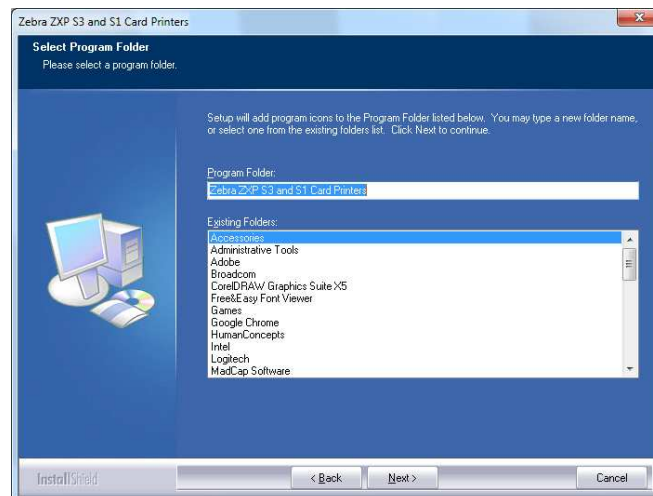 Zebra ZXP S3 and S1 Card Printers
Select Program Folder
Please select a program folder.
Setup will add program icons to the Program Folder listed below. You may type a new folder name,
or select one from the existing folders list. Click Next to continue.
Program Folder:
Zebra ZXP S3 and S1 Card Printers
Existing Folders:
Accessories
Administrative Tools
Adobe
Broadcom
CorelDRAW Graphics Suite X5
Free&Easy Font Viewer
Games
Google Chrome
HumanConcepts
Intel
Logitech
MadCap Software
InstallShield
< Back
Next >
Cancel